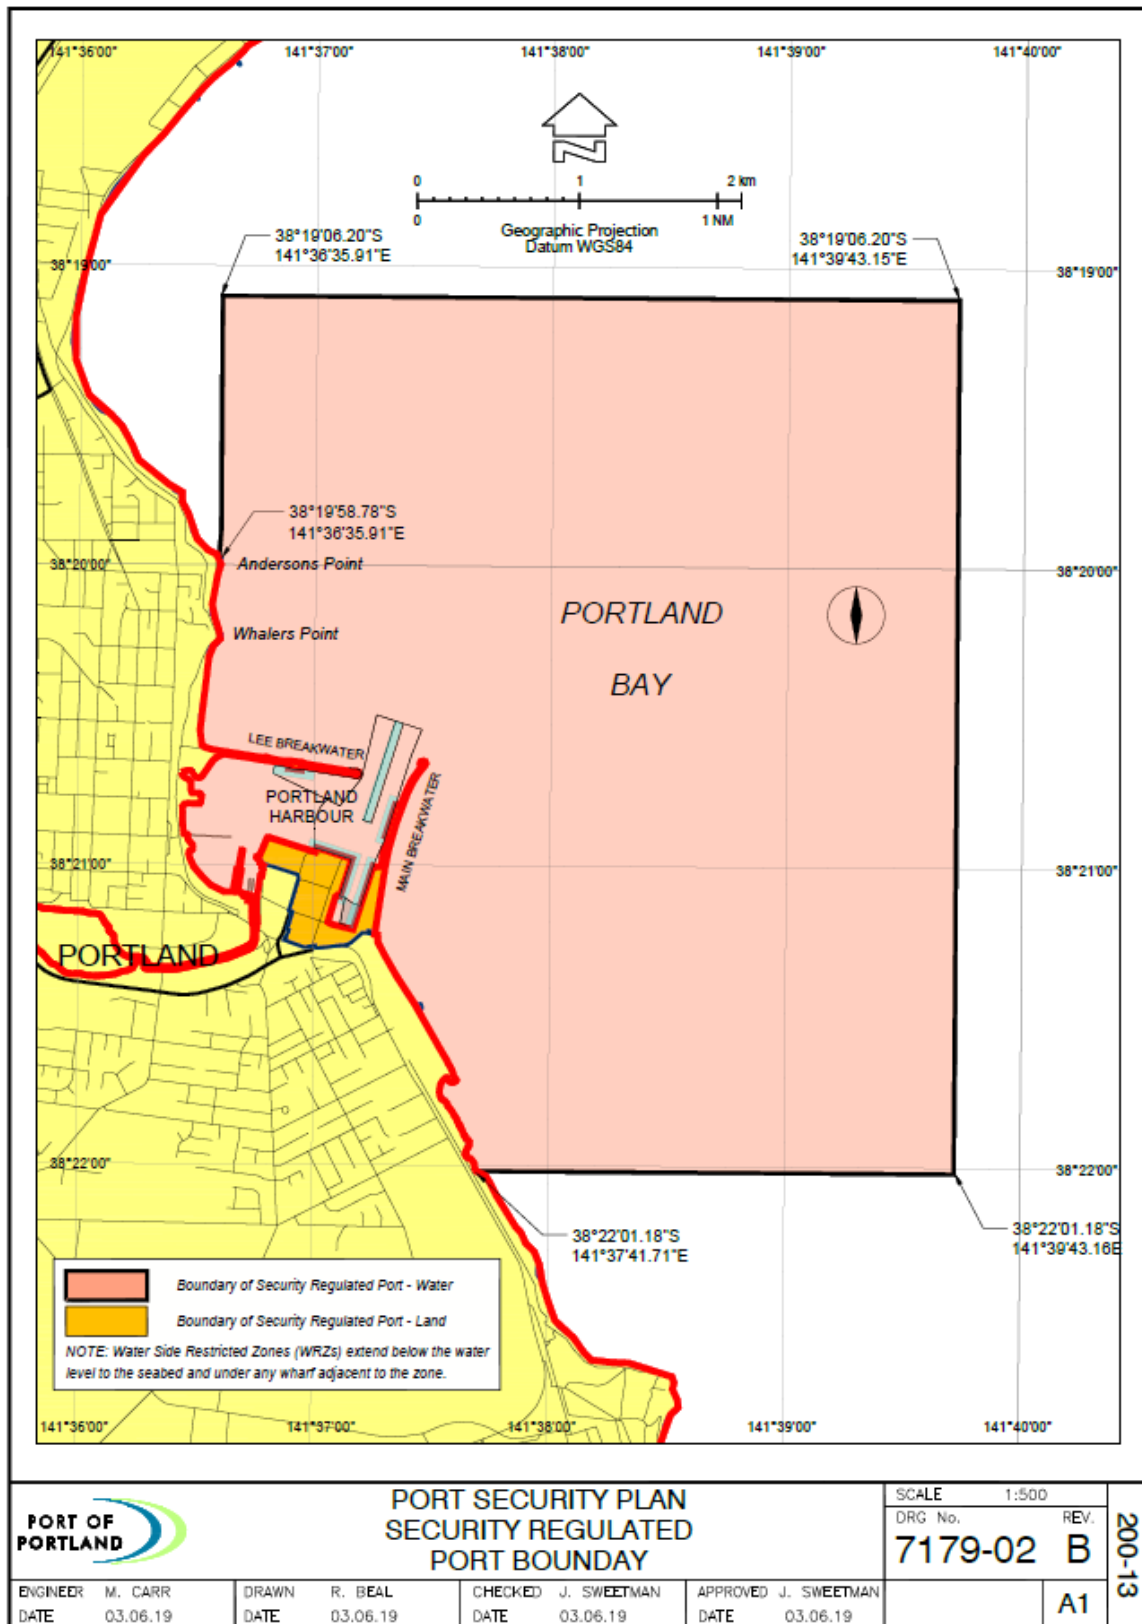 141°36'00"
141°37'00"
141°38'00"
141°39'00"
141°40'00"
0 1 2 km
0 1 NM
Geographic Projection
Datum WGS84
38°19'06.20"S
141°36'35.91"E
38°19'06.20"S
141°39'43.15"E
38°19'00"
38°19'00"
38°19'58.78"S
141°36'35.91"E
38°20'00"
Andersons Point
38°20'00"
Whalers Point
PORTLAND
BAY
LEE BREAKWATER
PORTLAND
HARBOUR
MAIN BREAKWATER
38°21'00"
38°21'00"
PORTLAND
38°22'00"
38°22'00"
38°22'01.18"S
141°37'41.71"E
38°22'01.18"S
141°39'43.16E
Boundary of Security Regulated Port - Water
Boundary of Security Regulated Port - Land
NOTE: Water Side Restricted Zones (WRZs) extend below the water
level to the seabed and under any wharf adjacent to the zone.
141°36'00"
141°37'00"
141°38'00"
141°39'00"
141°40'00"
PORT OF
PORTLAND
PORT SECURITY PLAN
SECURITY REGULATED
PORT BOUNDAY
SCALE 1:500
DRG No. REV.
7179-02 B
200-13
ENGINEER M. CARR
DATE 03.06.19
DRAWN R. BEAL
DATE 03.06.19
CHECKED J. SWEETMAN
DATE 03.06.19
APPROVED J. SWEETMAN
DATE 03.06.19
A1